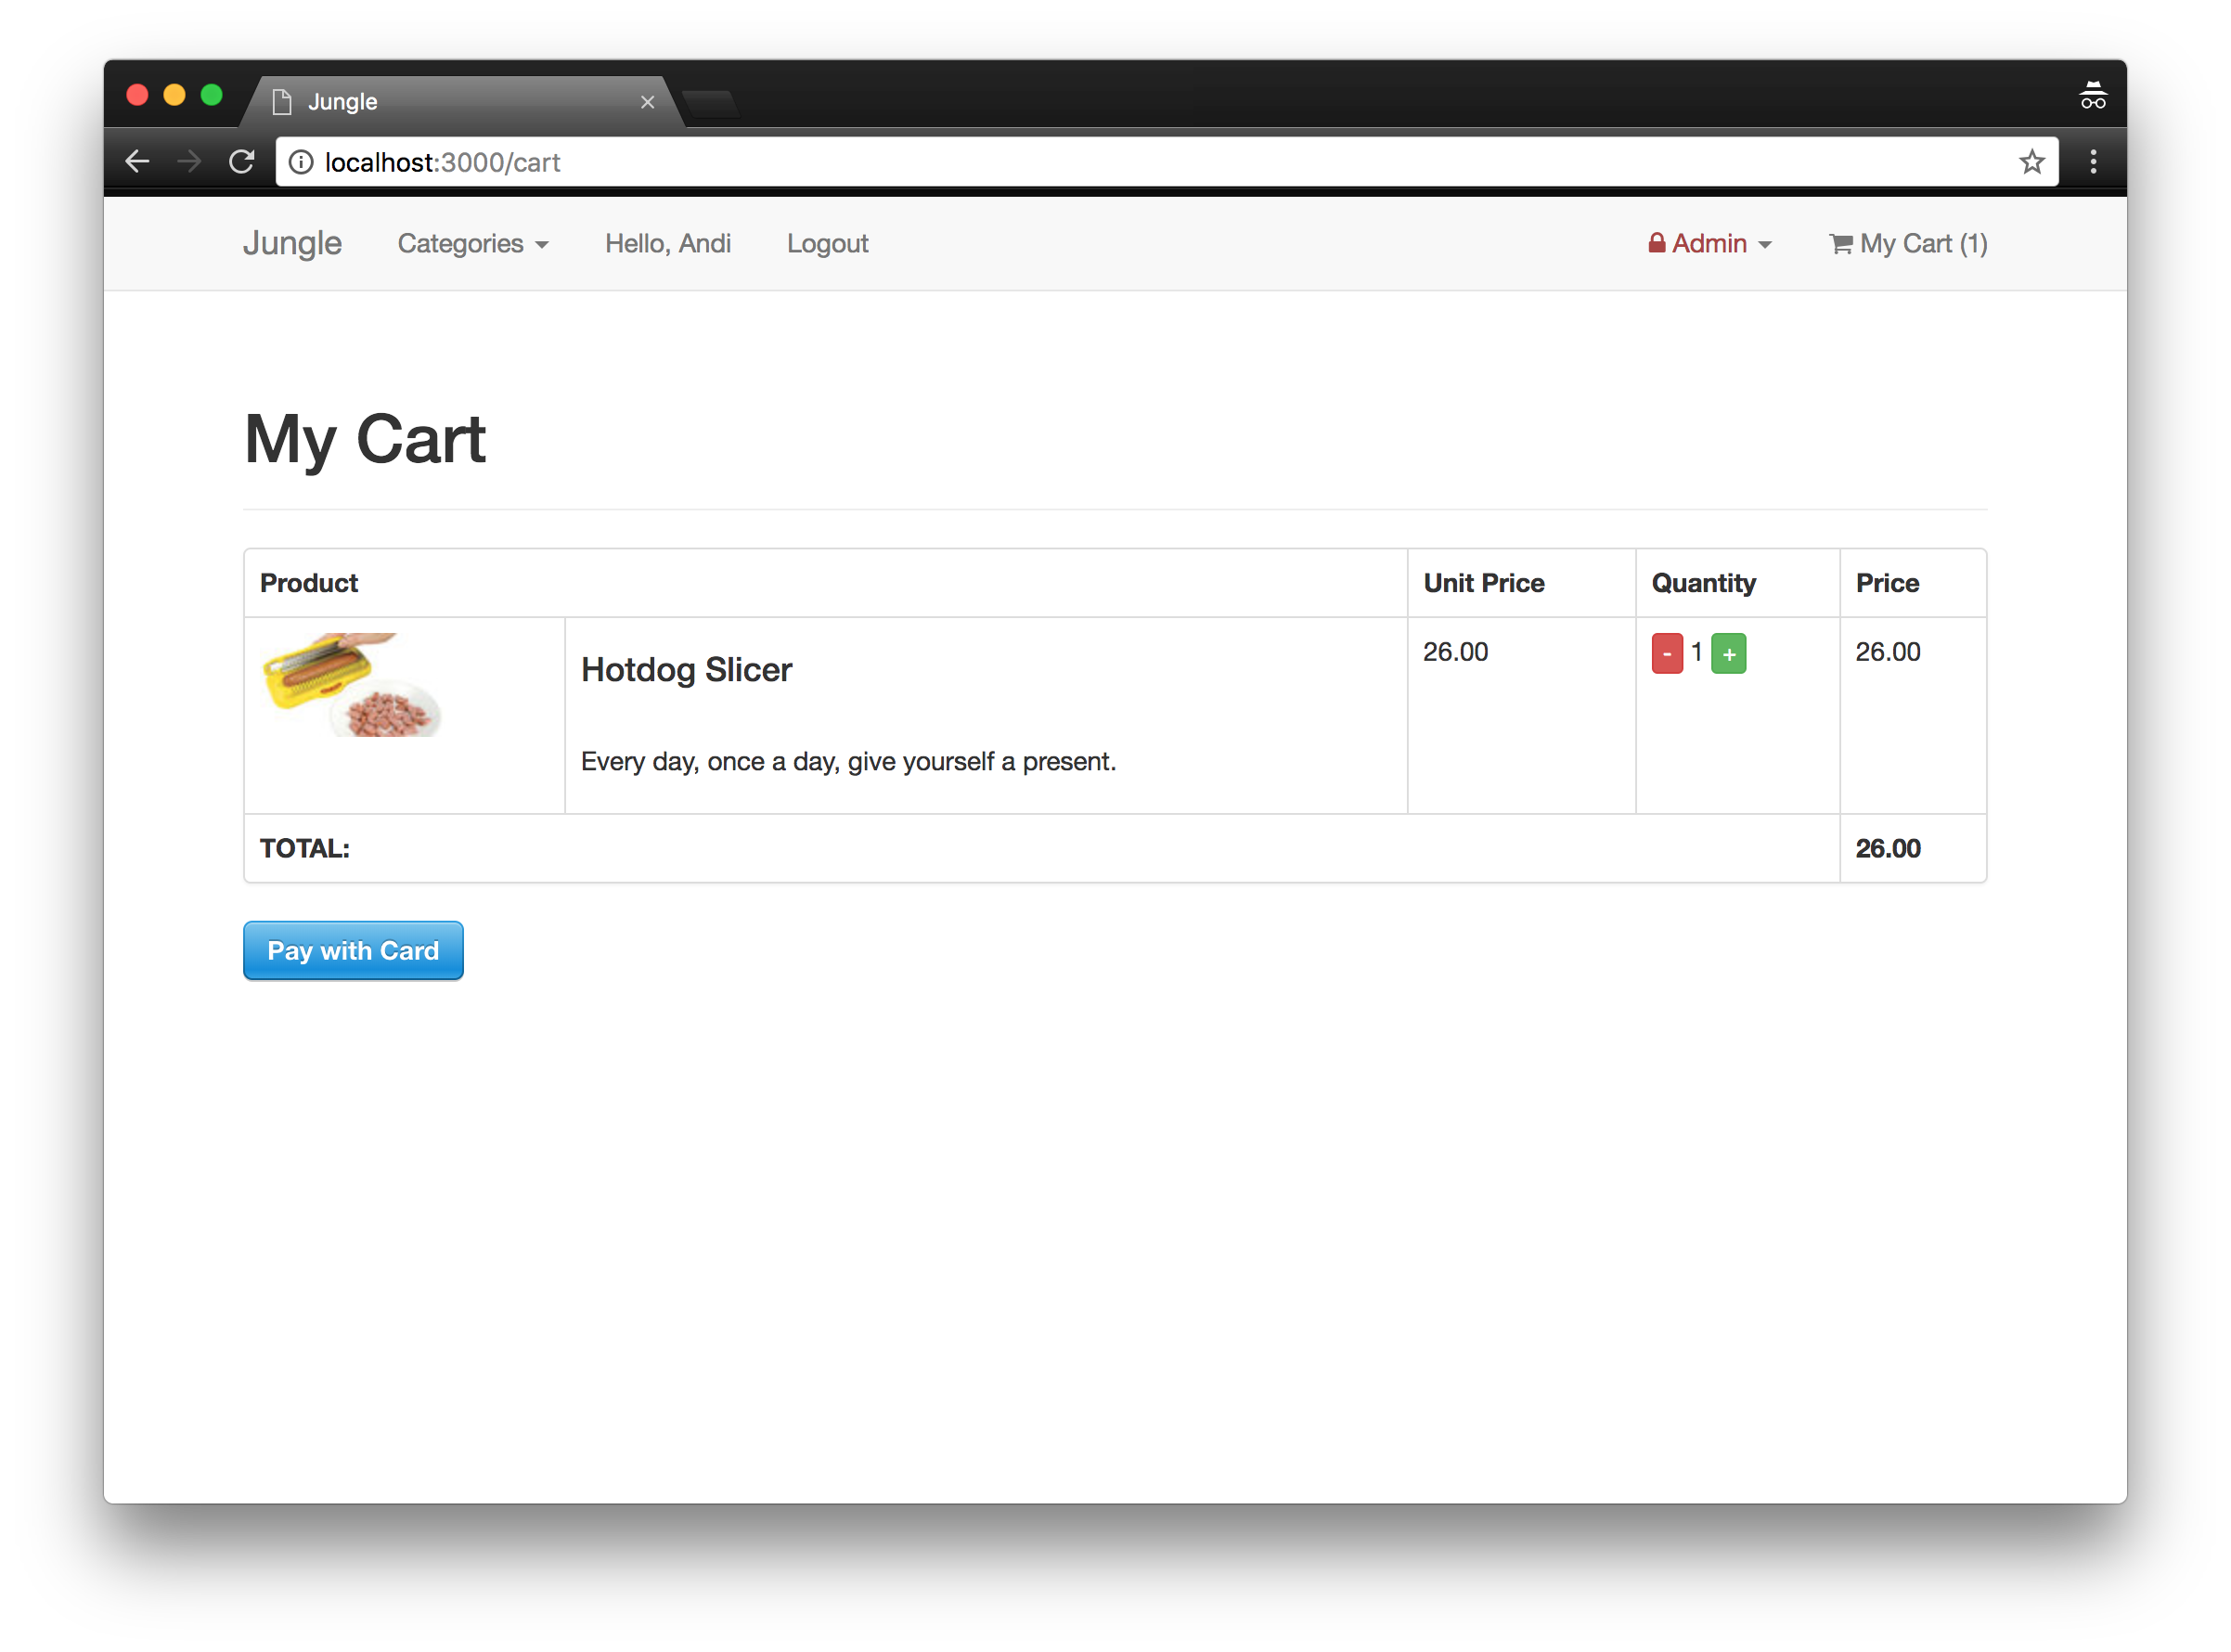 Jungle
localhost:3000/cart
Jungle Categories Hello, Andi Logout Admin My Cart (1)
My Cart
Product Unit Price Quantity Price
Hotdog Slicer 26.00 - 1 + 26.00
Every day, once a day, give yourself a present.
TOTAL: 26.00
Pay with Card